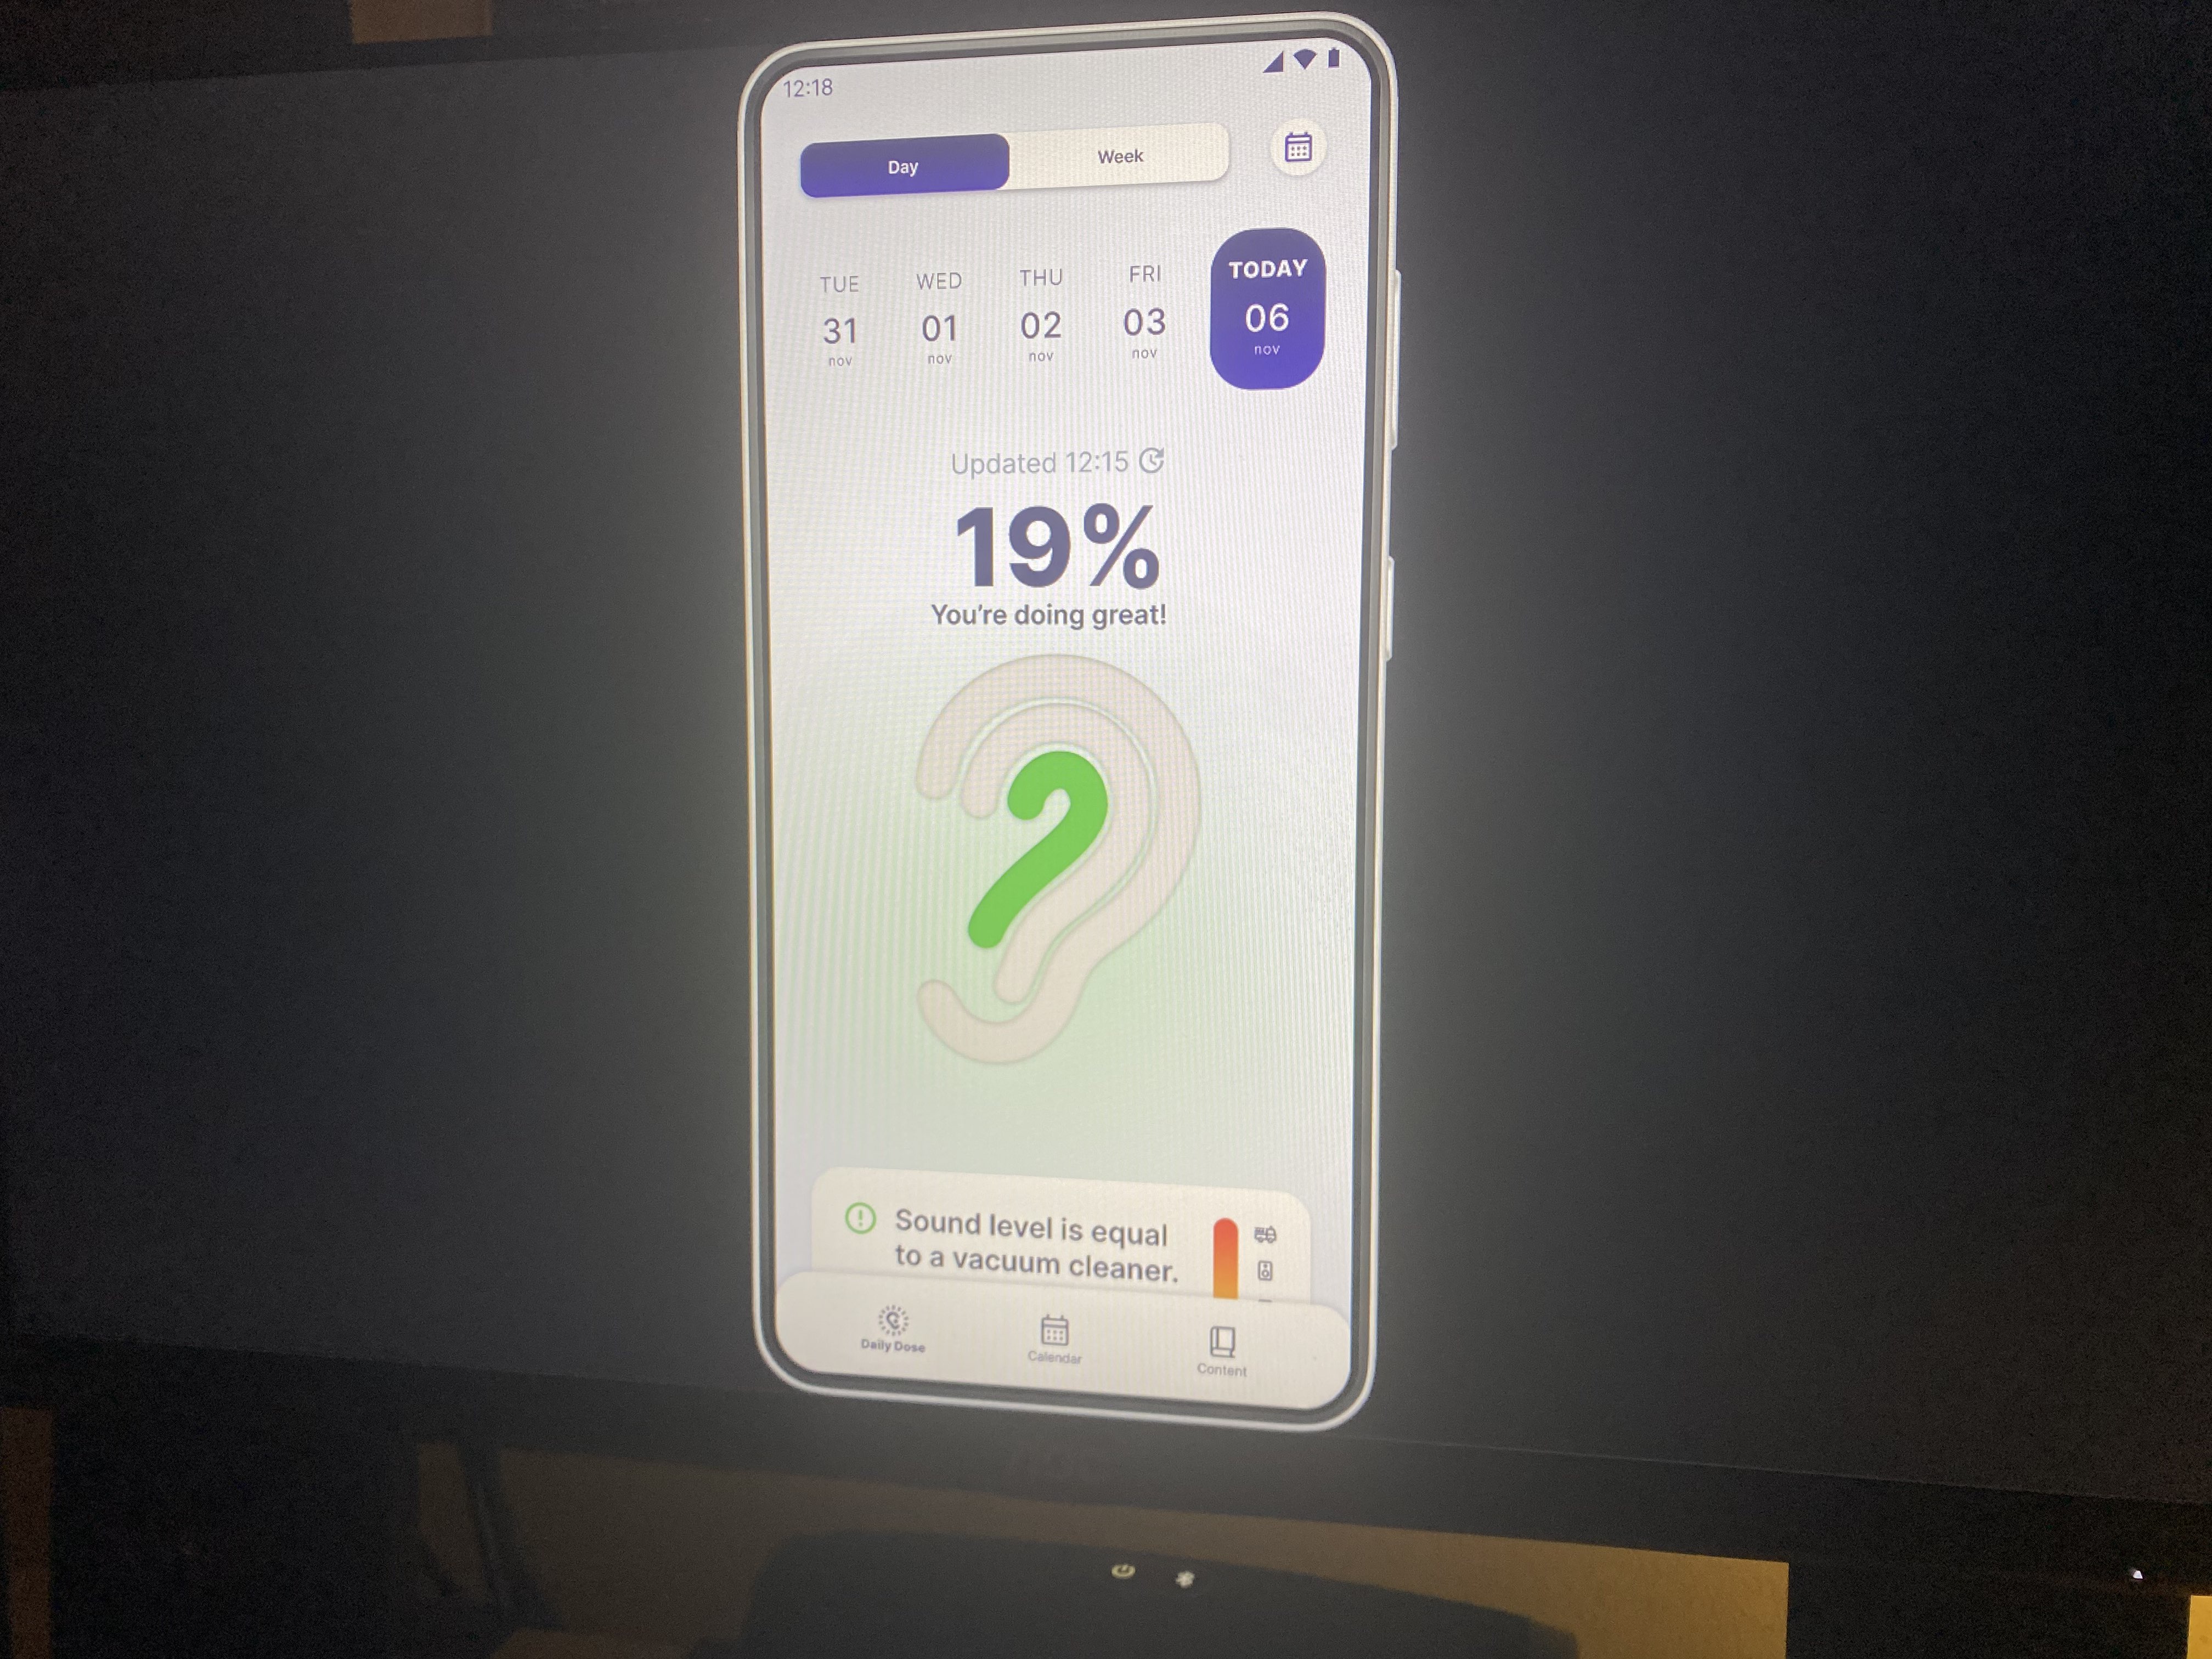 12:18
Day Week
TUE WED THU FRI TODAY
31 01 02 03 06
nov nov nov nov nov
Updated 12:15
19%
You're doing great!
Sound level is equal
to a vacuum cleaner.
Daily Dose Calendar Content